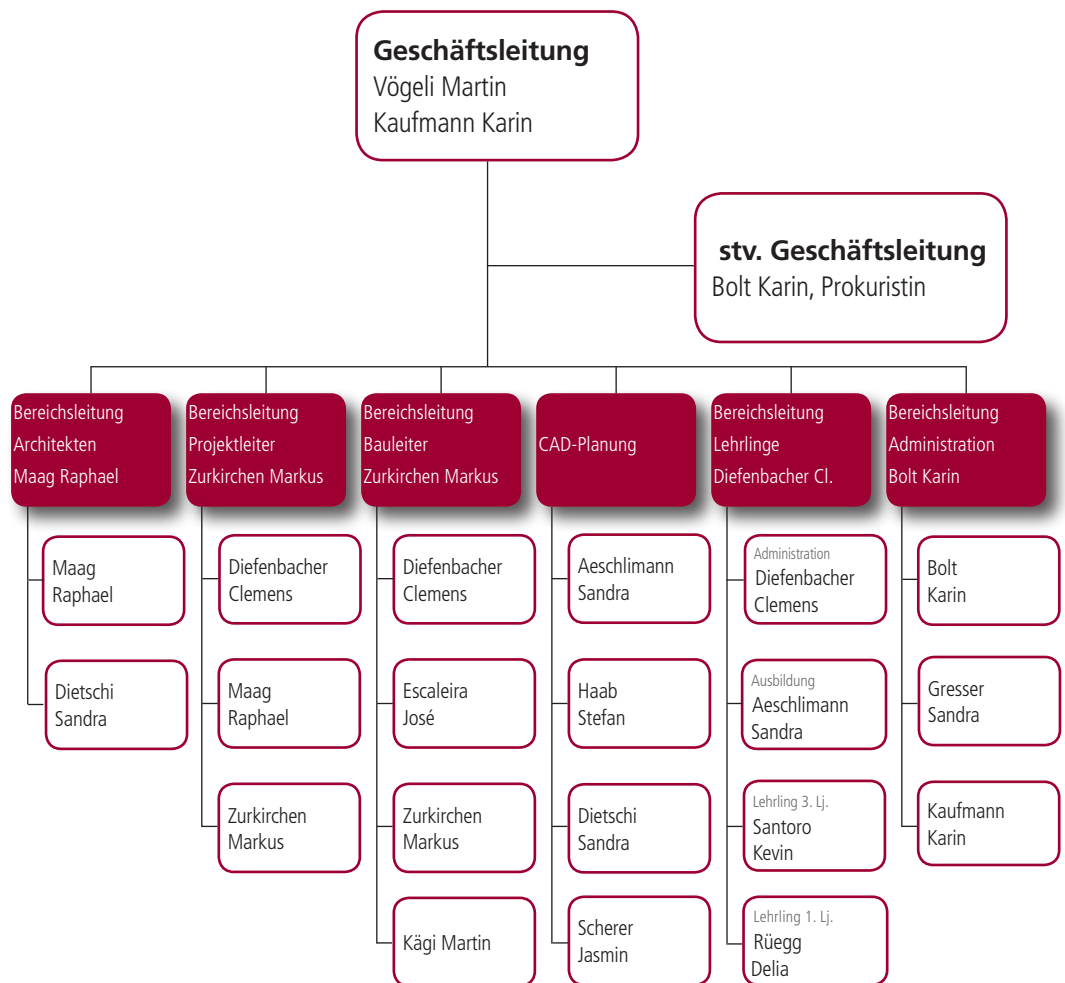 Geschäftsleitung
Vögeli Martin
Kaufmann Karin
stv. Geschäftsleitung
Bolt Karin, Prokuristin
Bereichsleitung
Architekten
Maag Raphael
Bereichsleitung
Projektleiter
Zurkirchen Markus
Bereichsleitung
Bauleiter
Zurkirchen Markus
CAD-Planung
Bereichsleitung
Lehrlinge
Diefenbacher Cl.
Bereichsleitung
Administration
Bolt Karin
Maag
Raphael
Dietschi
Sandra
Diefenbacher
Clemens
Maag
Raphael
Zurkirchen
Markus
Diefenbacher
Clemens
Escaleira
José
Zurkirchen
Markus
Kägi Martin
Aeschlimann
Sandra
Haab
Stefan
Dietschi
Sandra
Scherer
Jasmin
Administration
Diefenbacher
Clemens
Ausbildung
Aeschlimann
Sandra
Lehrling 3. Lj.
Santoro
Kevin
Lehrling 1. Lj.
Rüegg
Delia
Bolt
Karin
Gresser
Sandra
Kaufmann
Karin